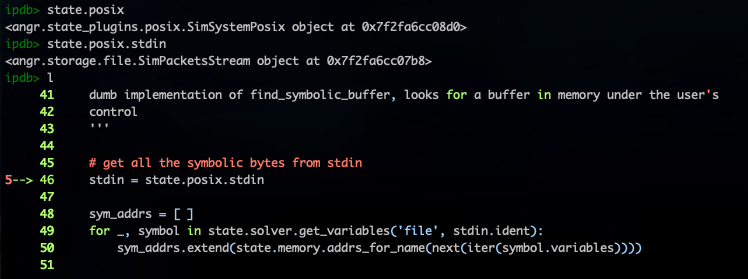 ipdb> state.posix
<angr.state_plugins.posix.SimSystemPosix object at 0x7f2fa6cc08d0>
ipdb> state.posix.stdin
<angr.storage.file.SimPacketsStream object at 0x7f2fa6cc07b8>
ipdb> l
41     dumb implementation of find_symbolic_buffer, looks for a buffer in memory under the user's
42     control
43     '''
44
45     # get all the symbolic bytes from stdin
5--> 46     stdin = state.posix.stdin
47
48     sym_addrs = [ ]
49     for _, symbol in state.solver.get_variables('file', stdin.ident):
50         sym_addrs.extend(state.memory.addrs_for_name(next(iter(symbol.variables))))
51